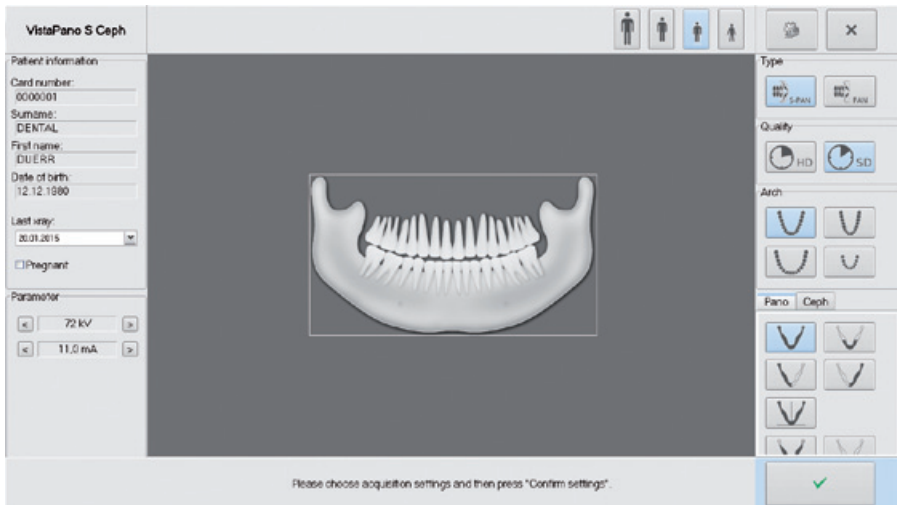 VistaPano S Ceph
Patient information
Card number:
0000001
Surname:
DENTAL
First name:
DUERR
Date of birth:
12.12.1980
Last xray:
20.01.2015
Pregnant
Parameter
< 72 kV >
< 11,0 mA >
Type
S-PAN
PAN
Quality
HD
SD
Arch
Pano Ceph
Please choose acquisition settings and then press "Confirm settings".